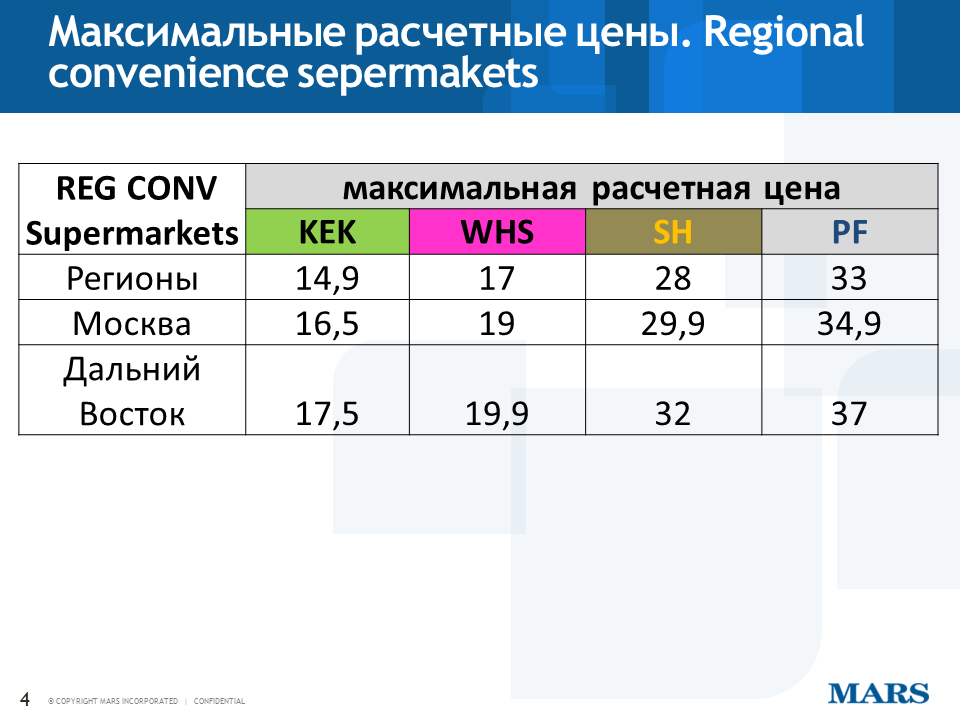 Максимальные расчетные цены. Regional
convenience sepermakets
REG CONV
Supermarkets
максимальная расчетная цена
KEK WHS SH PF
Регионы 14,9 17 28 33
Москва 16,5 19 29,9 34,9
Дальний
Восток 17,5 19,9 32 37
4 © COPYRIGHT MARS INCORPORATED | CONFIDENTIAL
MARS